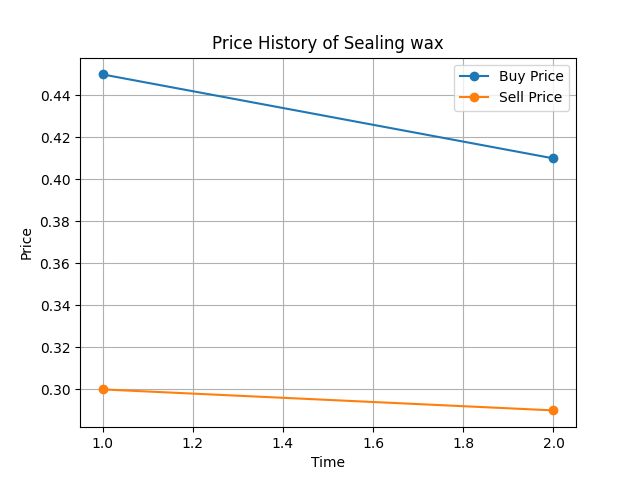 Price History of Sealing wax
Buy Price
Sell Price
0.44
0.42
0.40
0.38
0.36
0.34
0.32
0.30
Price
1.0 1.2 1.4 1.6 1.8 2.0
Time